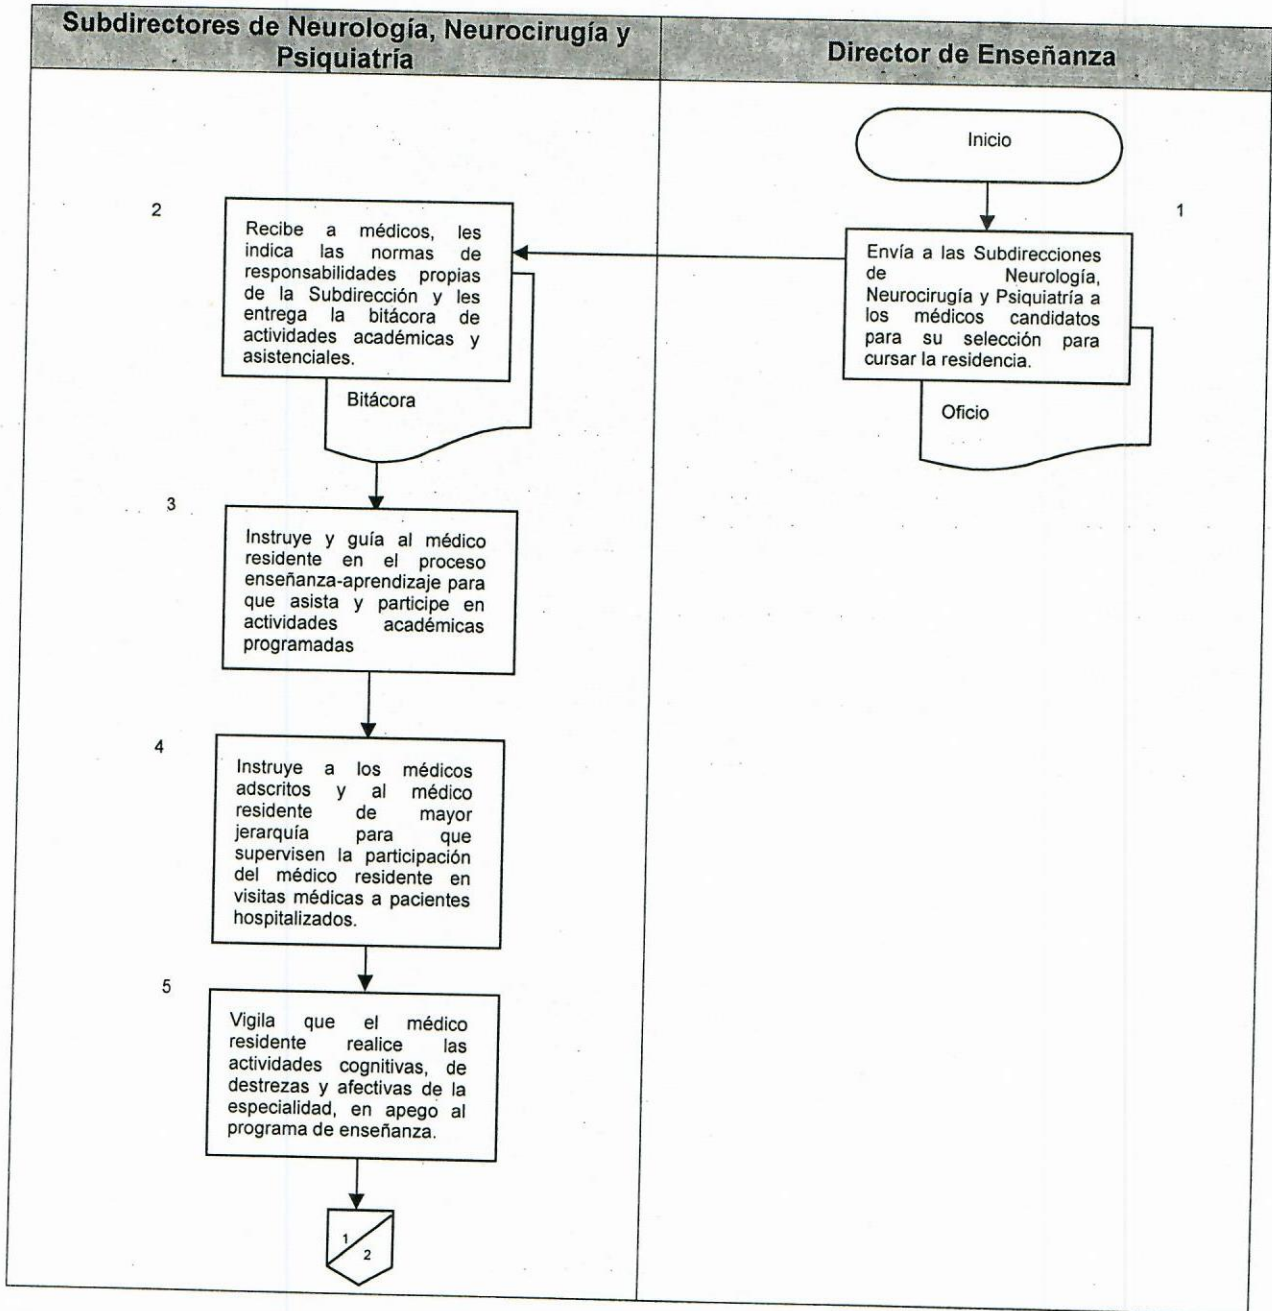 Subdirectores de Neurología, Neurocirugía y
Psiquiatría
Director de Enseñanza
Inicio
1
Envía a las Subdirecciones
de Neurología,
Neurocirugía y Psiquiatría a
los médicos candidatos
para su selección para
cursar la residencia.
Oficio
2
Recibe a médicos, les
indica las normas de
responsabilidades propias
de la Subdirección y les
entrega la bitácora de
actividades académicas y
asistenciales.
Bitácora
3
Instruye y guía al médico
residente en el proceso
enseñanza-aprendizaje para
que asista y participe en
actividades académicas
programadas
4
Instruye a los médicos
adscritos y al médico
residente de mayor
jerarquía para que
supervisen la participación
del médico residente en
visitas médicas a pacientes
hospitalizados.
5
Vigila que el médico
residente realice las
actividades cognitivas, de
destrezas y afectivas de la
especialidad, en apego al
programa de enseñanza.
1
2